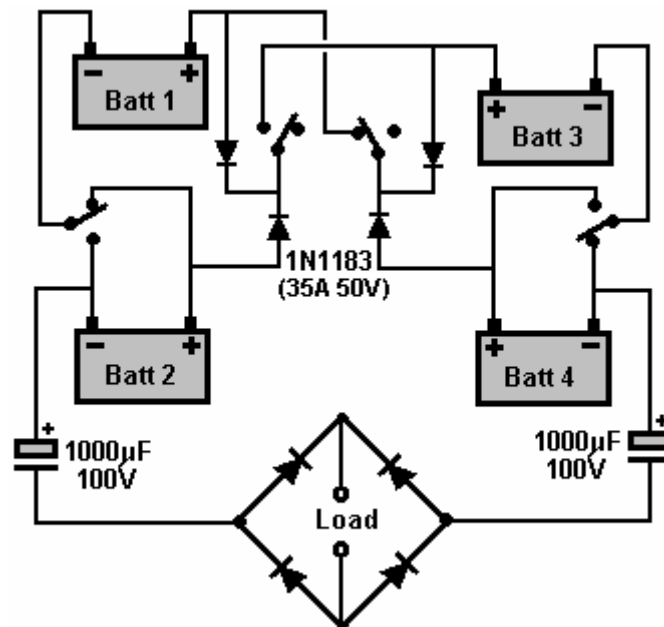 - +
Batt 1
+ -
Batt 3
1N1183
(35A 50V)
- +
Batt 2
+ -
Batt 4
+
1000µF
100V
1000µF
100V
+
Load